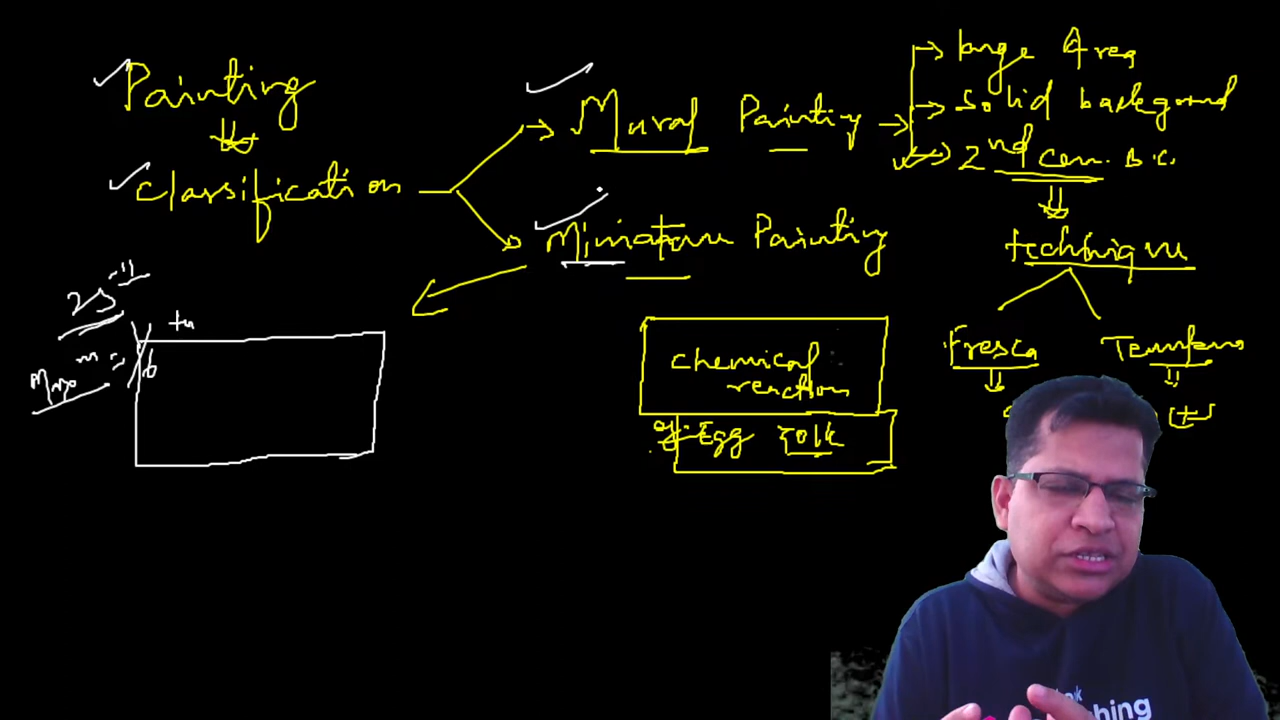 Painting
Classification
Mural Painting
Large Area
Solid background
2nd cen. B.C.
Miniature Painting
Technique
Fresco
Tempera
25"
Chemical
reaction
Egg Yolk